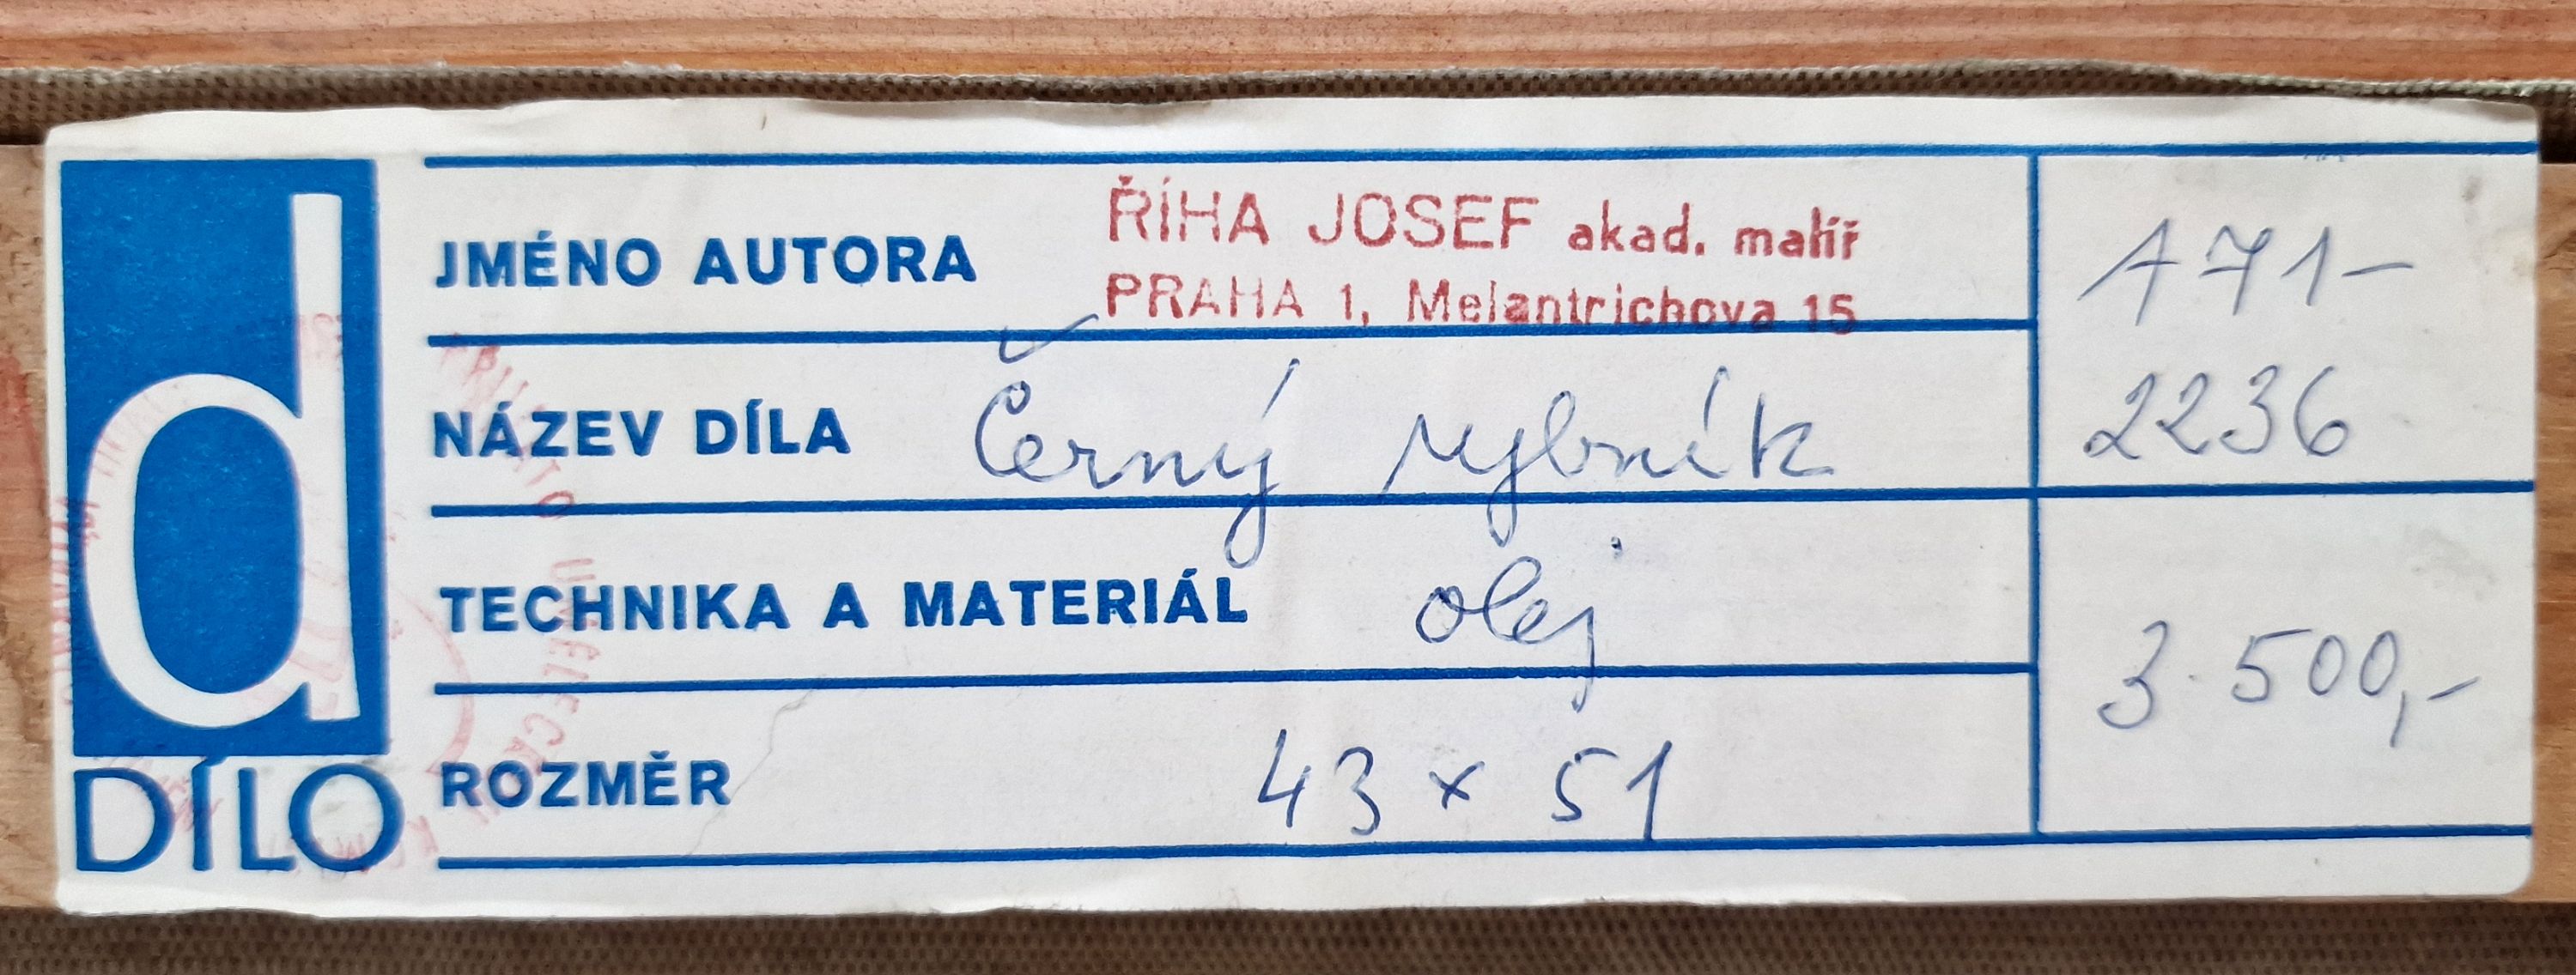 d
DÍLO
JMÉNO AUTORA
ŘÍHA JOSEF akad. malíř
PRAHA 1, Melantrichova 15
NÁZEV DÍLA Černý rybník
TECHNIKA A MATERIÁL olej
ROZMĚR 43 x 51
A71-
2236
3.500,-